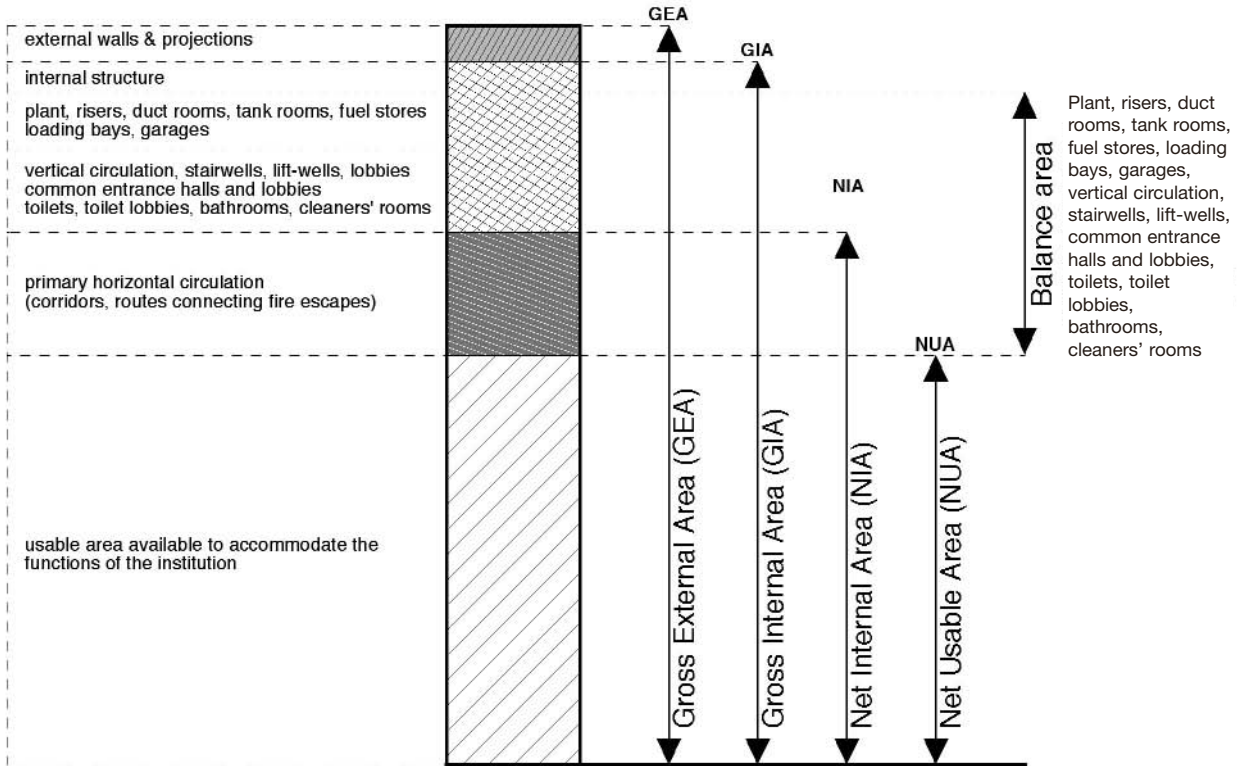 GEA
external walls & projections
GIA
internal structure
plant, risers, duct rooms, tank rooms, fuel stores
loading bays, garages
vertical circulation, stairwells, lift-wells, lobbies
common entrance halls and lobbies
toilets, toilet lobbies, bathrooms, cleaners' rooms
NIA
primary horizontal circulation
(corridors, routes connecting fire escapes)
NUA
usable area available to accommodate the
functions of the institution
Gross External Area (GEA)
Gross Internal Area (GIA)
Net Internal Area (NIA)
Net Usable Area (NUA)
Balance area
Plant, risers, duct
rooms, tank rooms,
fuel stores, loading
bays, garages,
vertical circulation,
stairwells, lift-wells,
common entrance
halls and lobbies,
toilets, toilet
lobbies,
bathrooms,
cleaners’ rooms